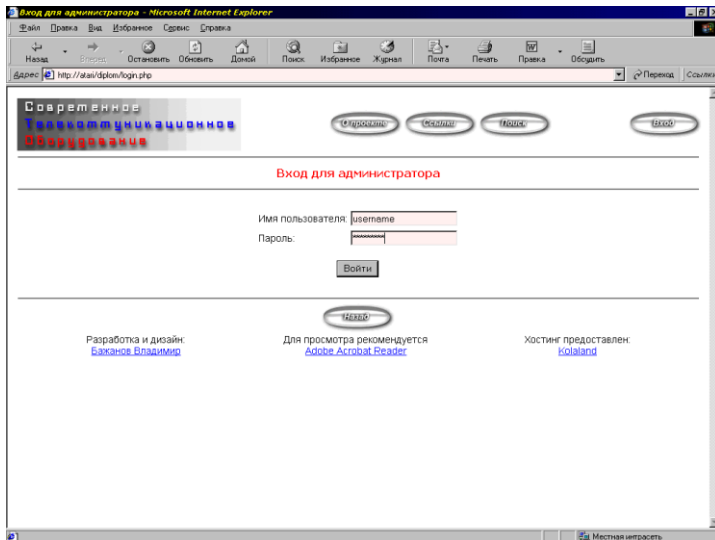 Вход для администратора - Microsoft Internet Explorer
Файл Правка Вид Избранное Сервис Справка
Назад Вперед Остановить Обновить Домой Поиск Избранное Журнал Почта Печать Правка Обсудить
Адрес http://atas/diplom/login.php Переход Ссылки
Современное
Телекоммуникационное
Оборудование
О проекте Ссылки Поиск Вход
Вход для администратора
Имя пользователя: username
Пароль: *********
Войти
Назад
Разработка и дизайн: Для просмотра рекомендуется Хостинг предоставлен:
Бажанов Владимир Adobe Acrobat Reader Kolaland
Местная интрасеть